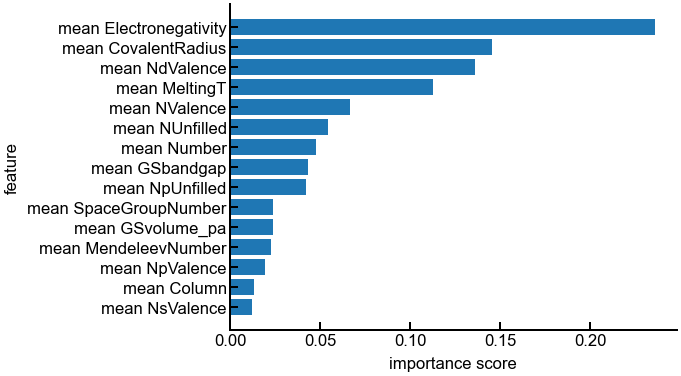 mean Electronegativity
mean CovalentRadius
mean NdValence
mean MeltingT
mean NValence
mean NUnfilled
mean Number
mean GSbandgap
mean NpUnfilled
mean SpaceGroupNumber
mean GSvolume_pa
mean MendeleevNumber
mean NpValence
mean Column
mean NsValence
feature
0.00 0.05 0.10 0.15 0.20
importance score